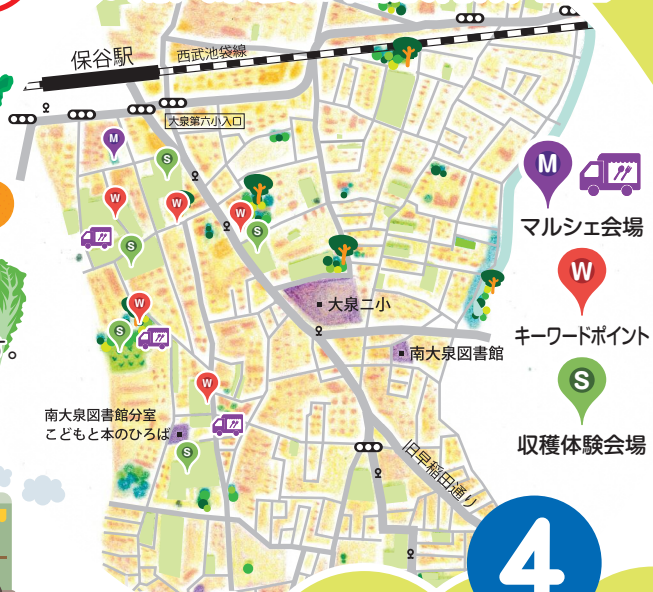 保谷駅
西武池袋線
大泉第六小入口
M
S
W
W
W
S
S
W
S
大泉二小
南大泉図書館
W
南大泉図書館分室
こどもと本のひろば
S
旧早稲田通り
M
マルシェ会場
W
キーワードポイント
S
収穫体験会場
4
。